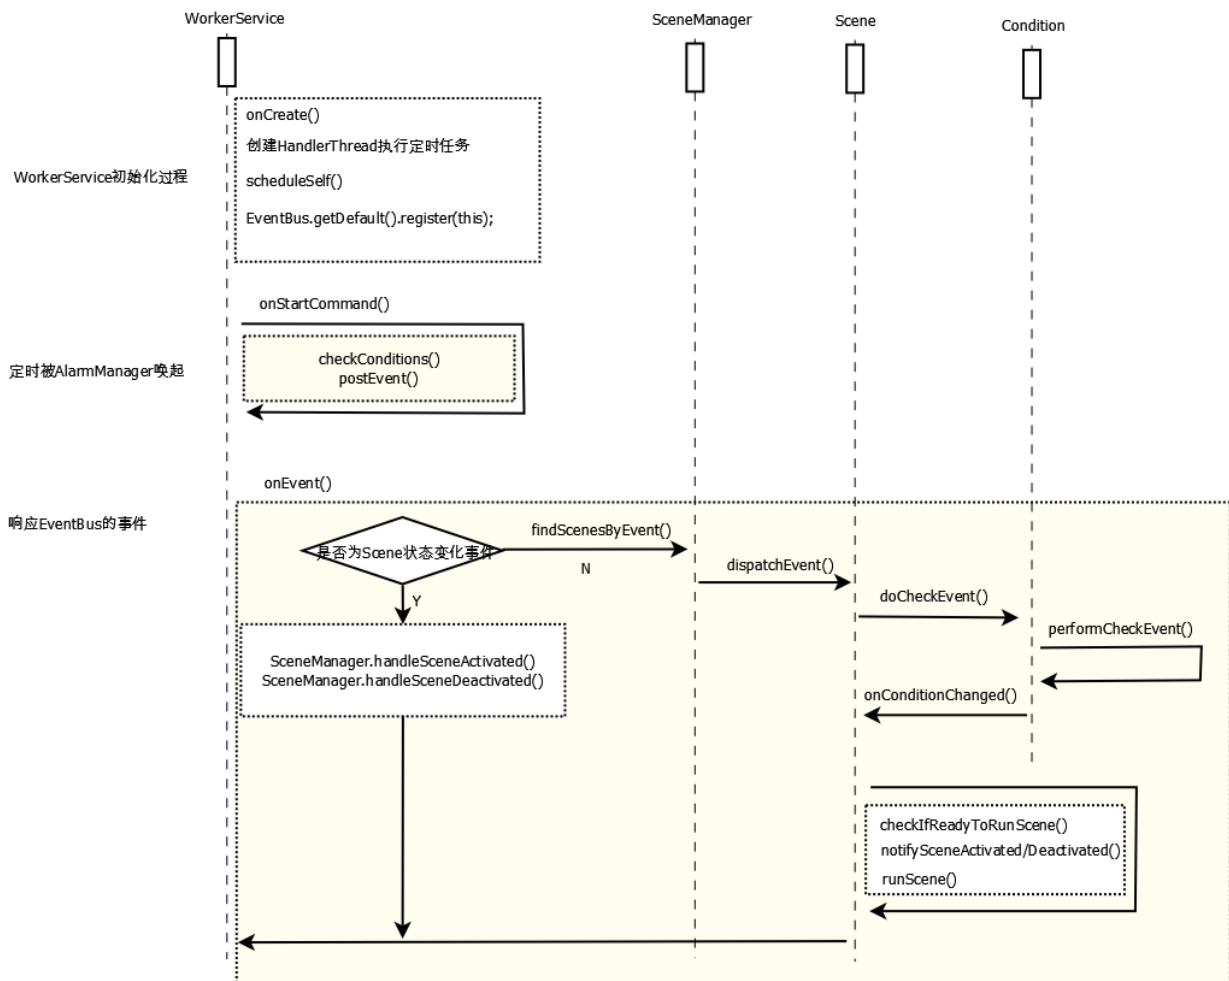 WorkerService
SceneManager
Scene
Condition
onCreate()
创建HandlerThread执行定时任务
WorkerService初始化过程
scheduleSelf()
EventBus.getDefault().register(this);
onStartCommand()
checkConditions()
定时被AlarmManager唤起
postEvent()
onEvent()
响应EventBus的事件
是否为Scene状态变化事件
findScenesByEvent()
N
dispatchEvent()
Y
doCheckEvent()
performCheckEvent()
SceneManager.handleSceneActivated()
SceneManager.handleSceneDeactivated()
onConditionChanged()
checkIfReadyToRunScene()
notifySceneActivated/Deactivated()
runScene()